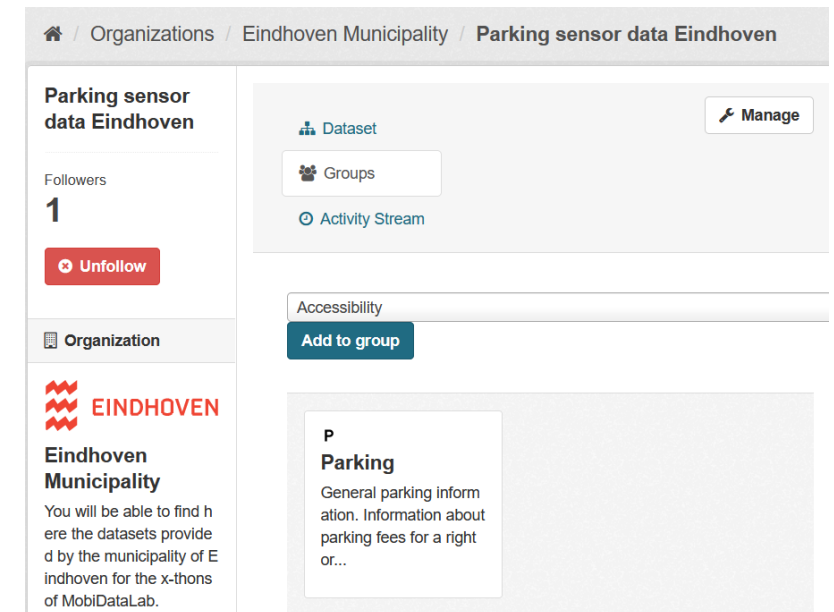 / Organizations / Eindhoven Municipality / Parking sensor data Eindhoven
Parking sensor
data Eindhoven
Followers
1
Unfollow
Organization
EINDHOVEN
Eindhoven
Municipality
You will be able to find h
ere the datasets provide
d by the municipality of E
indhoven for the x-thons
of MobiDataLab.
Dataset
Manage
Groups
Activity Stream
Accessibility
Add to group
P
Parking
General parking inform
ation. Information about
parking fees for a right
or...